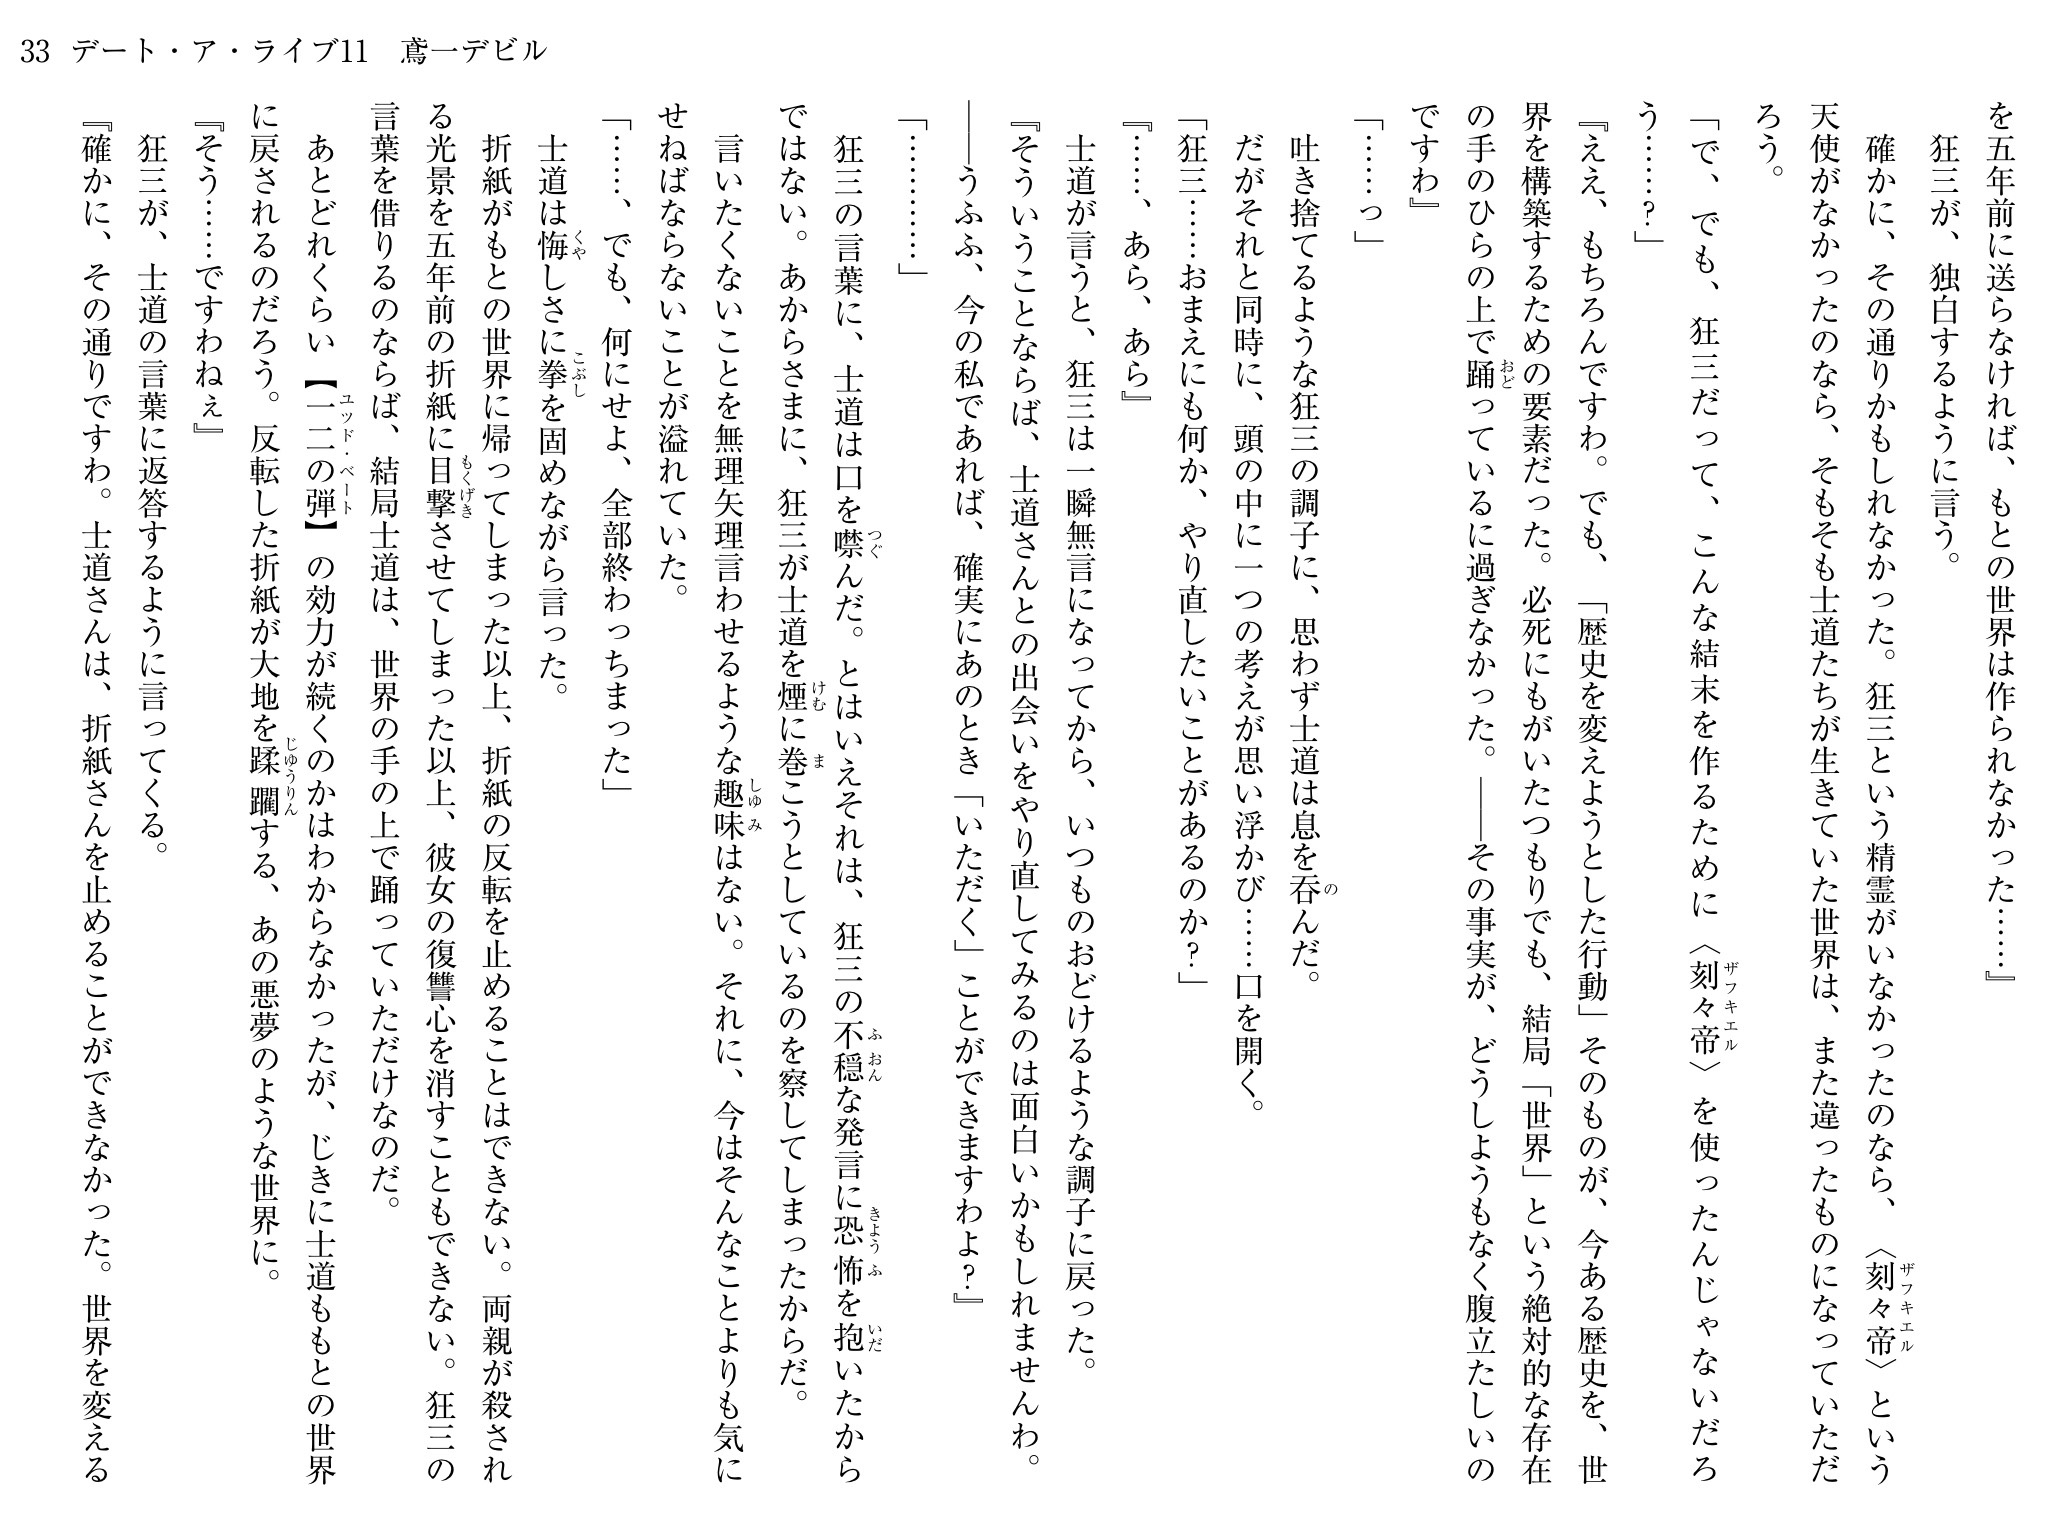 33 デート・ア・ライブ11 鳶一デビル
を五年前に送らなければ、もとの世界は作られなかった……』
狂三が、独白するように言う。
確かに、その通りかもしれなかった。狂三という精霊がいなかったのなら、〈刻々帝〉という
天使がなかったのなら、そもそも士道たちが生きていた世界は、また違ったものになっていただ
ろう。
「で、でも、狂三だって、こんな結末を作るために〈刻々帝〉を使ったんじゃないだろ
う……?」
『ええ、もちろんですわ。でも、「歴史を変えようとした行動」そのものが、今ある歴史を、世
界を構築するための要素だった。必死にもがいたつもりでも、結局「世界」という絶対的な存在
の手のひらの上で踊っているに過ぎなかった。――その事実が、どうしようもなく腹立たしいの
ですわ』
「……っ」
吐き捨てるような狂三の調子に、思わず士道は息を呑んだ。
だがそれと同時に、頭の中に一つの考えが思い浮かび……口を開く。
「狂三……おまえにも何か、やり直したいことがあるのか?」
『……、あら、あら』
士道が言うと、狂三は一瞬無言になってから、いつものおどけるような調子に戻った。
『そういうことならば、士道さんとの出会いをやり直してみるのは面白いかもしれませんわ。
――うふふ、今の私であれば、確実にあのとき「いただく」ことができますわよ?』
「…………」
狂三の言葉に、士道は口を噤んだ。とはいえそれは、狂三の不穏な発言に恐怖を抱いたから
ではない。あからさまに、狂三が士道を煙に巻こうとしているのを察してしまったからだ。
言いたくないことを無理矢理言わせるような趣味はない。それに、今はそんなことよりも気に
せねばならないことが溢れていた。
「……、でも、何にせよ、全部終わっちまった」
士道は悔しさに拳を固めながら言った。
折紙がもとの世界に帰ってしまった以上、折紙の反転を止めることはできない。両親が殺され
る光景を五年前の折紙に目撃させてしまった以上、彼女の復讐心を消すこともできない。狂三の
言葉を借りるのならば、結局士道は、世界の手の上で踊っていただけなのだ。
あとどれくらい【一二の弾】の効力が続くのかはわからなかったが、じきに士道ももとの世界
に戻されるのだろう。反転した折紙が大地を蹂躙する、あの悪夢のような世界に。
『そう……ですわねぇ』
狂三が、士道の言葉に返答するように言ってくる。
『確かに、その通りですわ。士道さんは、折紙さんを止めることができなかった。世界を変える